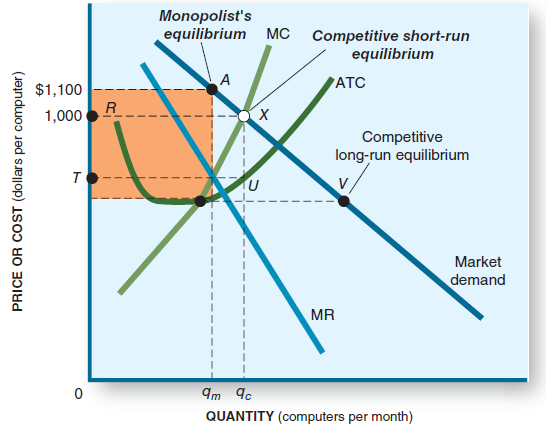 Monopolist's
equilibrium
MC
Competitive short-run
equilibrium
A
ATC
$1,100
1,000
R
X
Competitive
long-run equilibrium
T
U
V
Market
demand
MR
PRICE OR COST (dollars per computer)
0
qm
qc
QUANTITY (computers per month)